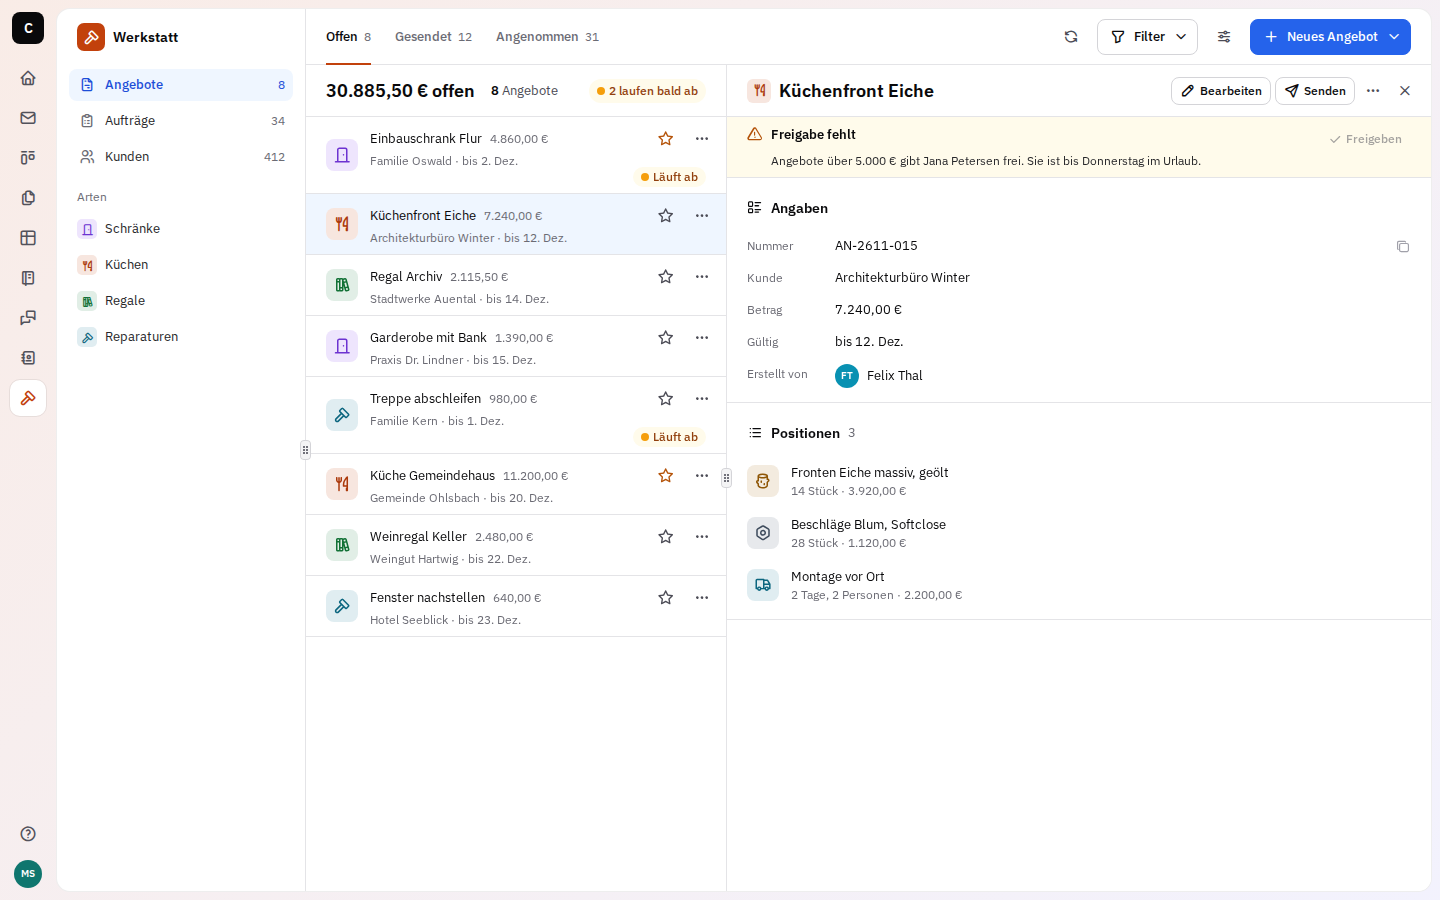 C
Werkstatt
Angebote 8
Aufträge 34
Kunden 412
Arten
Schränke
Küchen
Regale
Reparaturen
MS
Offen 8 Gesendet 12 Angenommen 31
Filter
Neues Angebot
30.885,50 € offen 8 Angebote 2 laufen bald ab
Einbauschrank Flur 4.860,00 €
Familie Oswald · bis 2. Dez.
Läuft ab
Küchenfront Eiche 7.240,00 €
Architekturbüro Winter · bis 12. Dez.
Regal Archiv 2.115,50 €
Stadtwerke Auental · bis 14. Dez.
Garderobe mit Bank 1.390,00 €
Praxis Dr. Lindner · bis 15. Dez.
Treppe abschleifen 980,00 €
Familie Kern · bis 1. Dez.
Läuft ab
Küche Gemeindehaus 11.200,00 €
Gemeinde Ohlsbach · bis 20. Dez.
Weinregal Keller 2.480,00 €
Weingut Hartwig · bis 22. Dez.
Fenster nachstellen 640,00 €
Hotel Seeblick · bis 23. Dez.
Küchenfront Eiche
Bearbeiten
Senden
Freigabe fehlt
Angebote über 5.000 € gibt Jana Petersen frei. Sie ist bis Donnerstag im Urlaub.
Freigeben
Angaben
Nummer AN-2611-015
Kunde Architekturbüro Winter
Betrag 7.240,00 €
Gültig bis 12. Dez.
Erstellt von FT Felix Thal
Positionen 3
Fronten Eiche massiv, geölt
14 Stück · 3.920,00 €
Beschläge Blum, Softclose
28 Stück · 1.120,00 €
Montage vor Ort
2 Tage, 2 Personen · 2.200,00 €